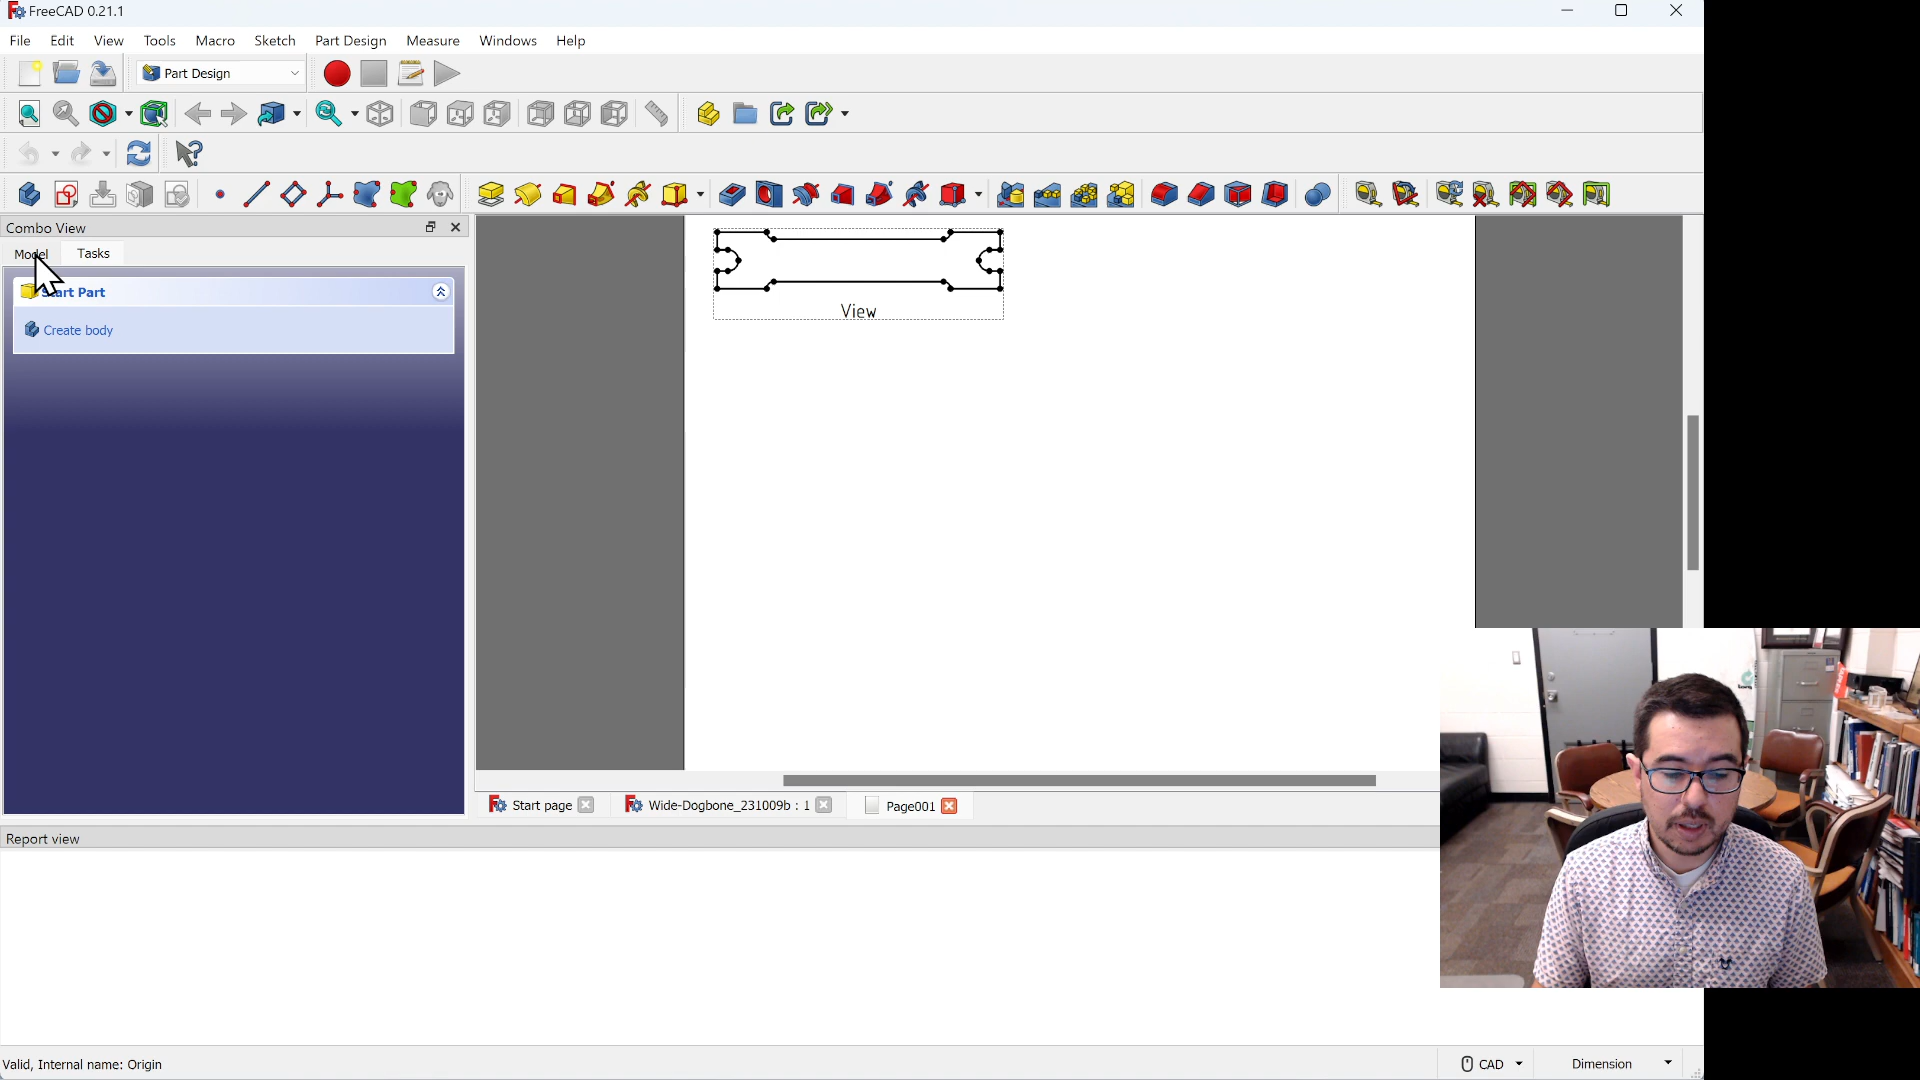 FreeCAD 0.21.1
File Edit View Tools Macro Sketch Part Design Measure Windows Help
Part Design
Combo View
Model Tasks
Start Part
Create body
View
Start page Wide-Dogbone_231009b : 1 Page001
Report view
Valid, Internal name: Origin
CAD Dimension